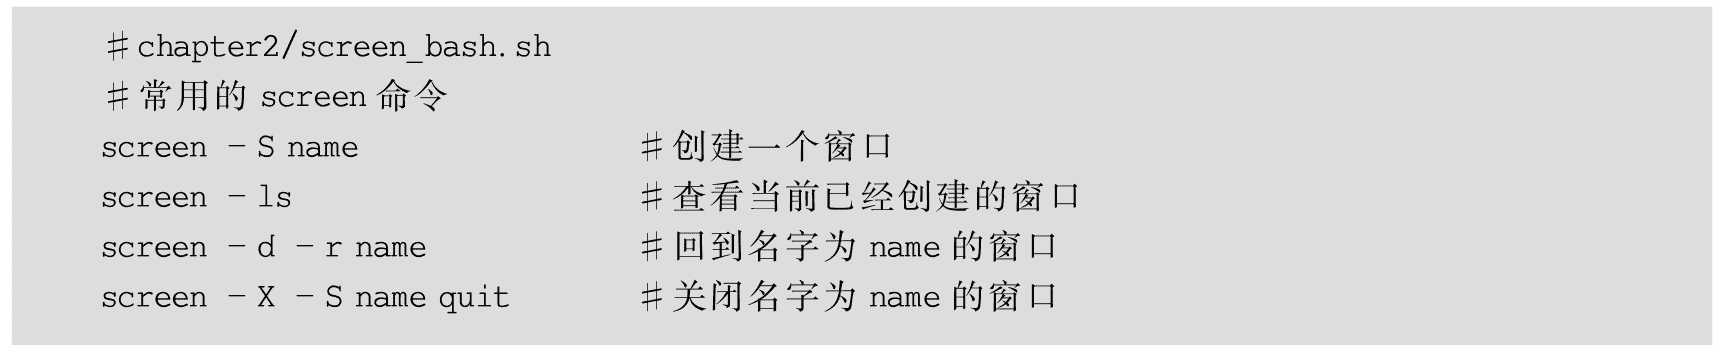 #chapter2/screen_bash.sh
#常用的 screen 命令
screen -S name #创建一个窗口
screen -ls #查看当前已经创建的窗口
screen -d -r name #回到名字为 name 的窗口
screen -X -S name quit #关闭名字为 name 的窗口